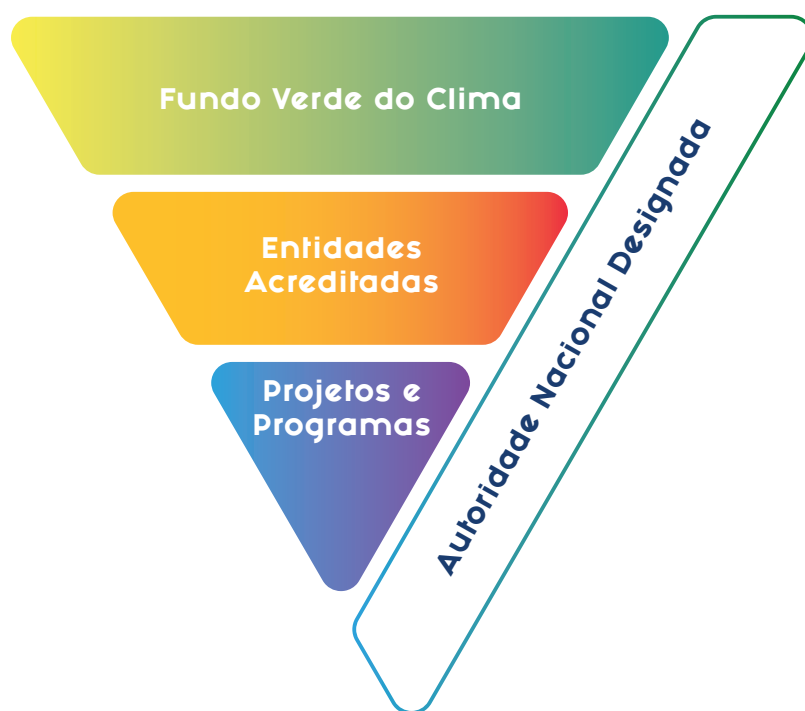 Fundo Verde do Clima
Entidades
Acreditadas
Projetos e
Programas
Autoridade Nacional Designada